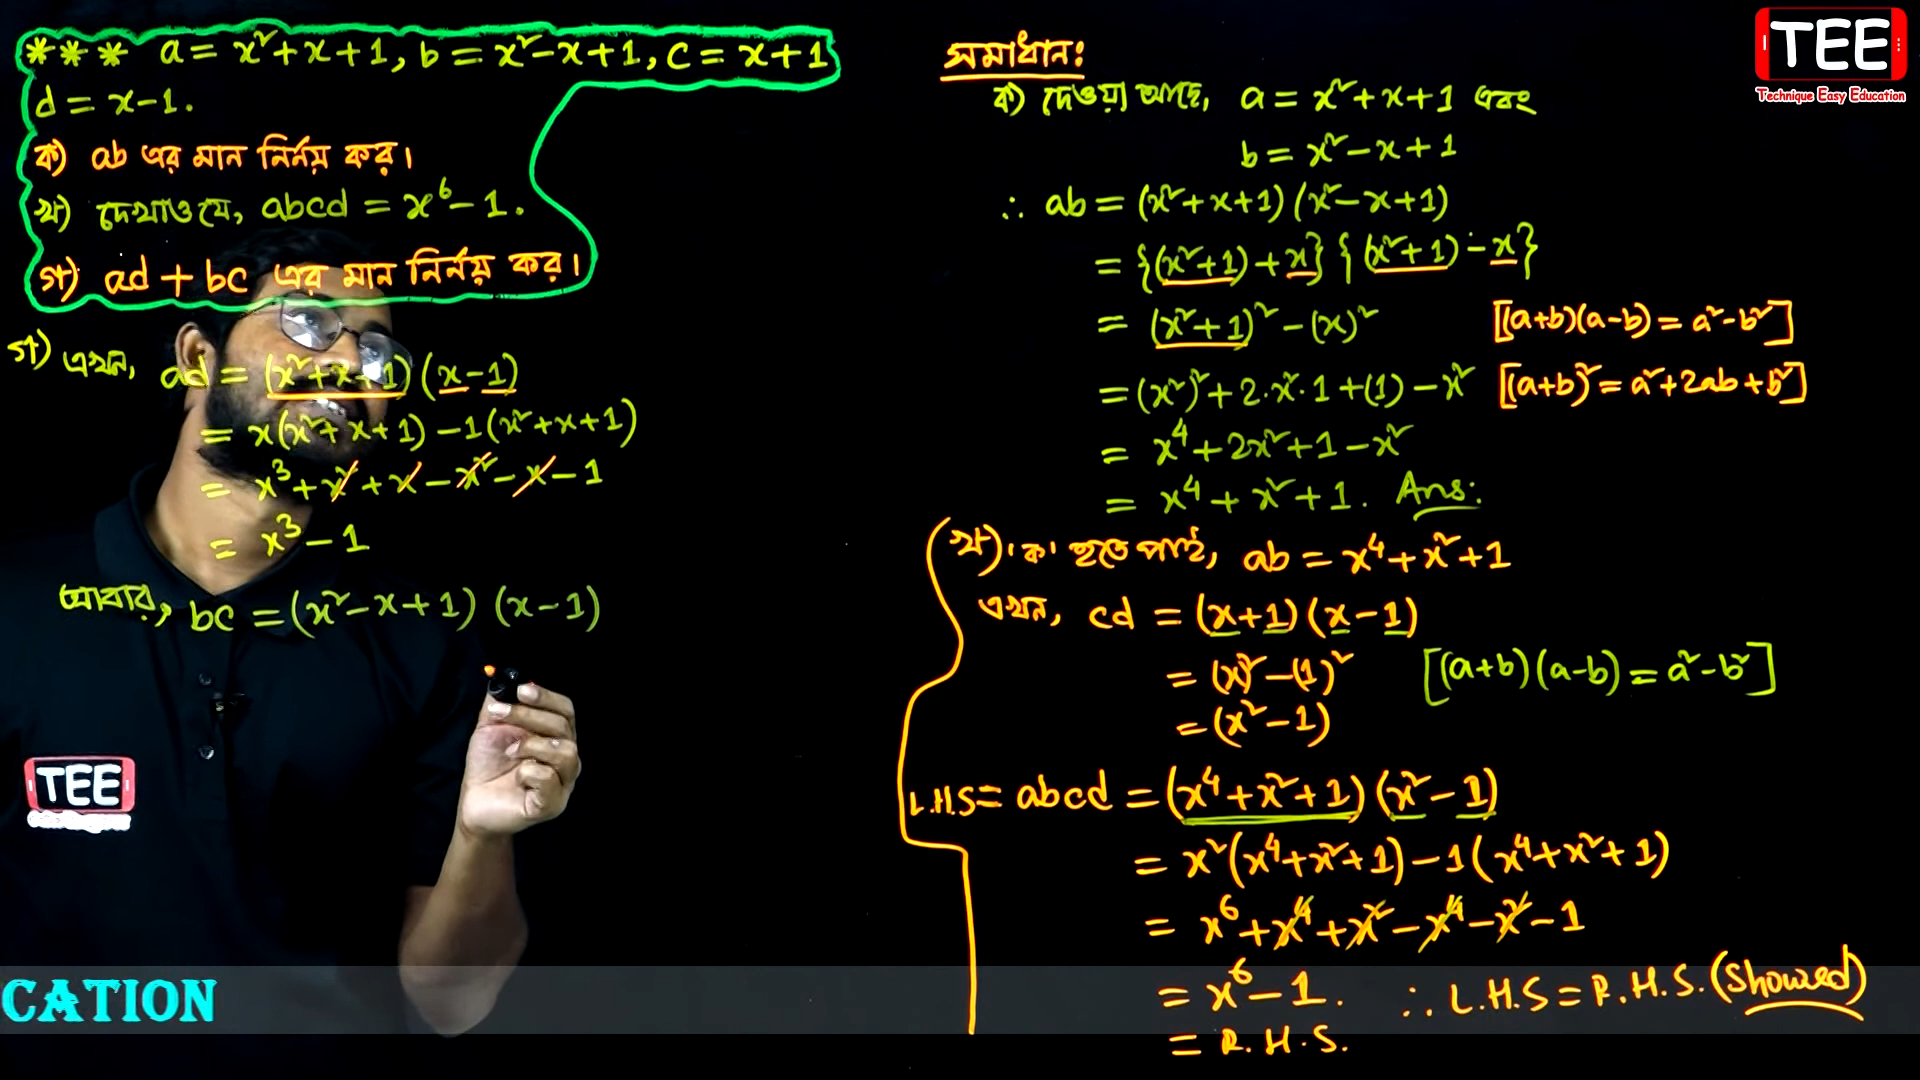 *** a = x²+x+1, b = x²-x+1, c = x+1
d = x-1.
ক) ab এর মান নির্নয় কর।
খ) দেখাও যে, abcd = x⁶-1.
গ) ad + bc এর মান নির্নয় কর।
গ) এখন, ad = (x²+x+1)(x-1)
= x(x²+x+1)-1(x²+x+1)
= x³+x²+x-x²-x-1
= x³-1
আবার, bc = (x²-x+1) (x-1)
TEE
CATION
সমাধান:
ক) দেওয়া আছে, a = x²+x+1 এবং
b = x²-x+1
∴ ab = (x²+x+1)(x²-x+1)
= {(x²+1)+x}{(x²+1)-x}
= (x²+1)²-(x)² [(a+b)(a-b)=a²-b²]
= (x²)²+2.x².1+(1)-x² [(a+b)²=a²+2ab+b²]
= x⁴+2x²+1-x²
= x⁴+x²+1. Ans:
খ) 'ক' হতে পাই, ab = x⁴+x²+1
এখন, cd = (x+1)(x-1)
= (x)²-(1)² [(a+b)(a-b)=a²-b²]
= (x²-1)
L.H.S = abcd = (x⁴+x²+1)(x²-1)
= x²(x⁴+x²+1)-1(x⁴+x²+1)
= x⁶+x⁴+x²-x⁴-x²-1
= x⁶-1. ∴ L.H.S = R.H.S. (Showed)
= R.H.S.
TEE
Technique Easy Education